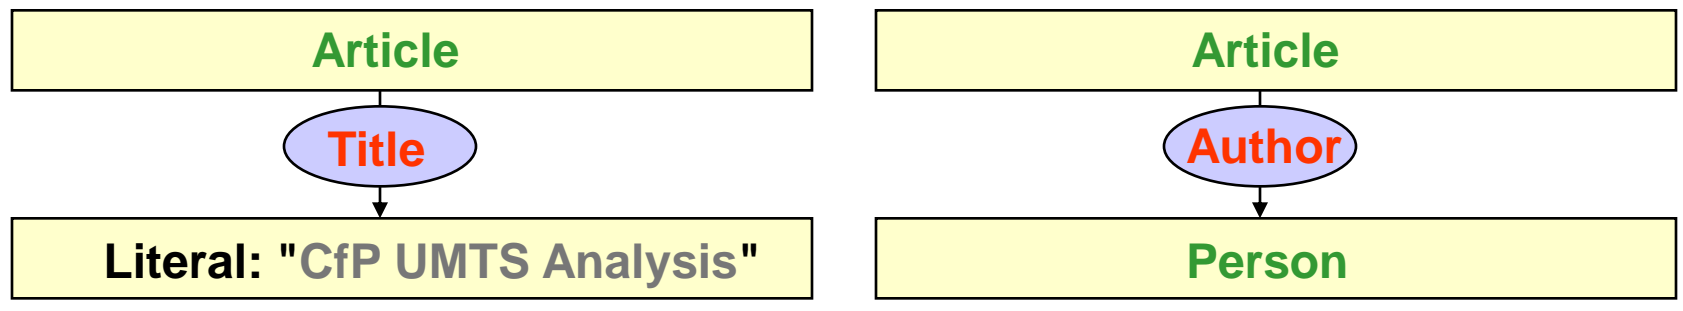 Article
Title
Literal: "CfP UMTS Analysis"
Article
Author
Person